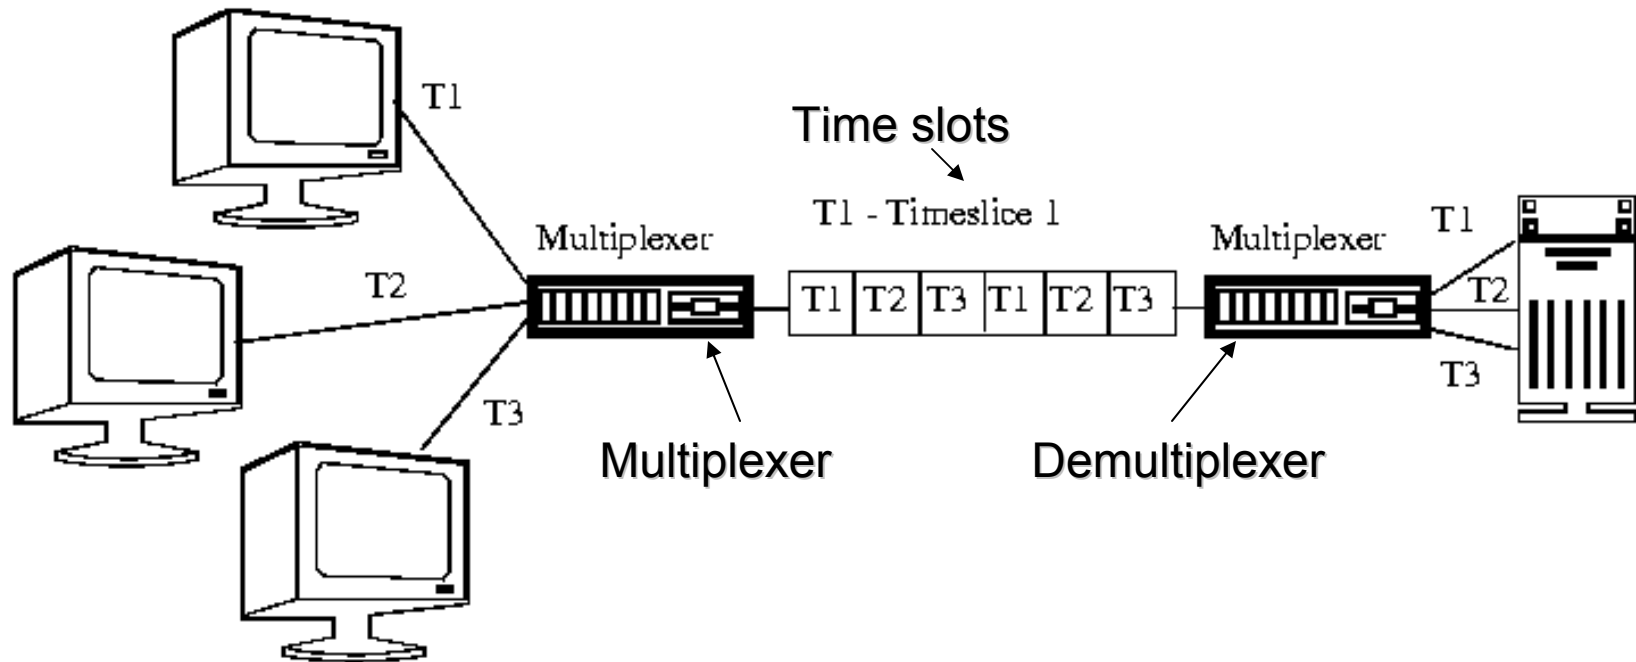 T1
Time slots
T1 - Timeslice 1
Multiplexer
Multiplexer
T1
T2
T2
T1 T2 T3 T1 T2 T3
T3
T3
Multiplexer
Demultiplexer